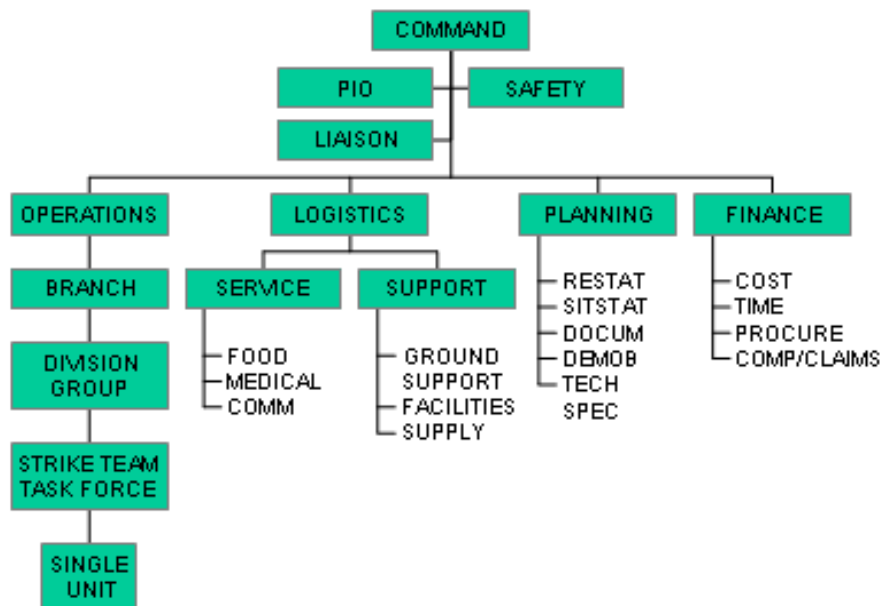 COMMAND
PIO
SAFETY
LIAISON
OPERATIONS
LOGISTICS
PLANNING
FINANCE
BRANCH
SERVICE
SUPPORT
RESTAT
SITSTAT
DOCUM
DEMOB
TECH
SPEC
COST
TIME
PROCURE
COMP/CLAIMS
DIVISION
GROUP
FOOD
MEDICAL
COMM
GROUND
SUPPORT
FACILITIES
SUPPLY
STRIKE TEAM
TASK FORCE
SINGLE
UNIT